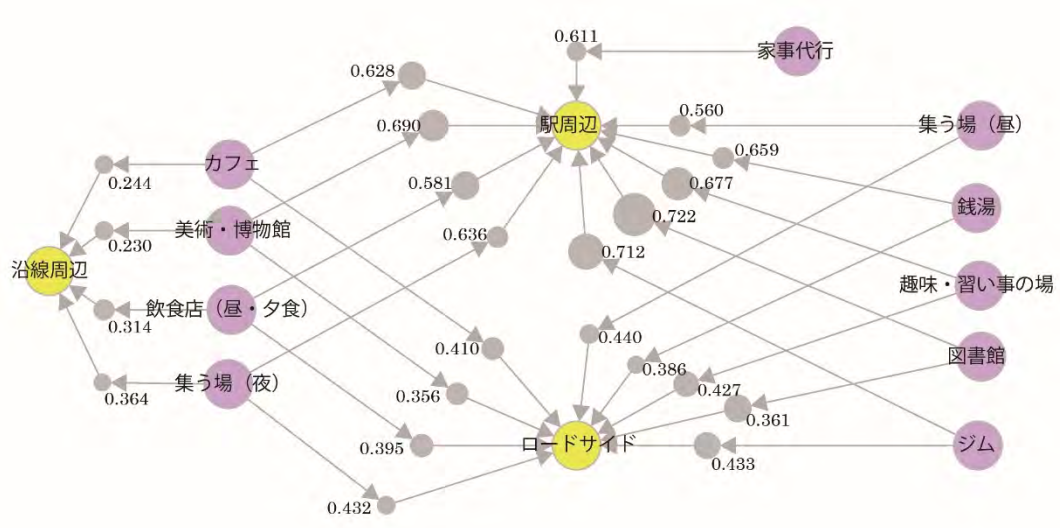 0.611
家事代行
0.628
0.560
駅周辺
集う場（昼）
0.690
0.659
カフェ
0.244
0.581
0.677
銭湯
0.722
美術・博物館
0.230
0.636
0.712
沿線周辺
趣味・習い事の場
飲食店（昼・夕食）
0.314
0.440
0.410
0.386
図書館
集う場（夜）
0.364
0.356
0.427
0.361
0.395
ロードサイド
ジム
0.433
0.432